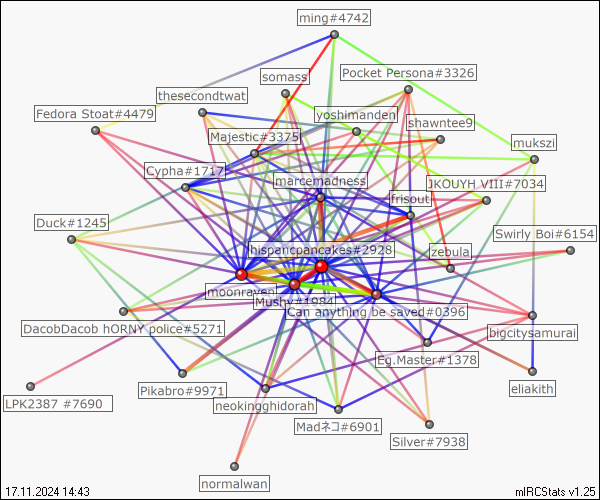 ming#4742
somass
Pocket Persona#3326
thesecondtwat
Fedora Stoat#4479
yoshimanden
shawntee9
Majestic#3375
mukszi
Cypha#1717
marcemadness
JKOUYH VIII#7034
frisout
Duck#1245
Swirly Boi#6154
hispancpancakes#2928
zebula
moonraveni
Mushy#1984
Can anything be saved#0396
DacobDacob hORNY police#5271
bigcitysamurai
Eg.Master#1378
Pikabro#9971
eliakith
LPK2387 #7690
neokingghidorah
Madネコ#6901
Silver#7938
normalwan
17.11.2024 14:43
mIRCStats v1.25